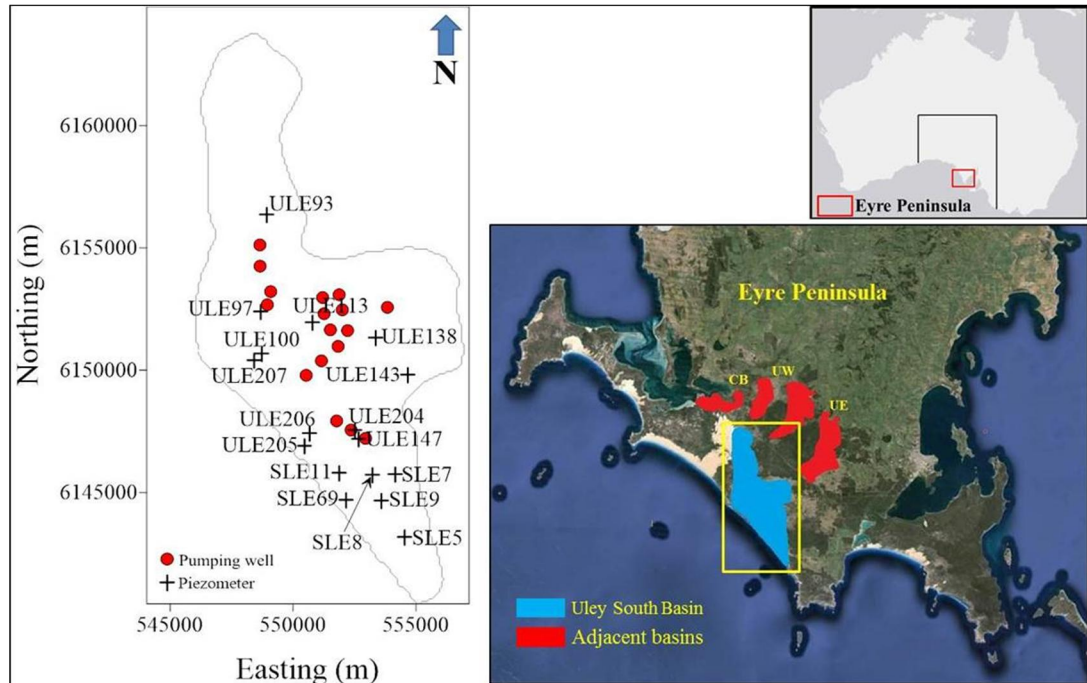 N
6160000
6155000
6150000
6145000
Northing (m)
ULE93
ULE97
ULE113
ULE100
ULE138
ULE207
ULE143
ULE206
ULE204
ULE205
ULE147
SLE11
SLE7
SLE69
SLE9
SLE8
SLE5
Pumping well
Piezometer
545000 550000 555000
Easting (m)
Eyre Peninsula
Eyre Peninsula
CB
UW
UE
Uley South Basin
Adjacent basins